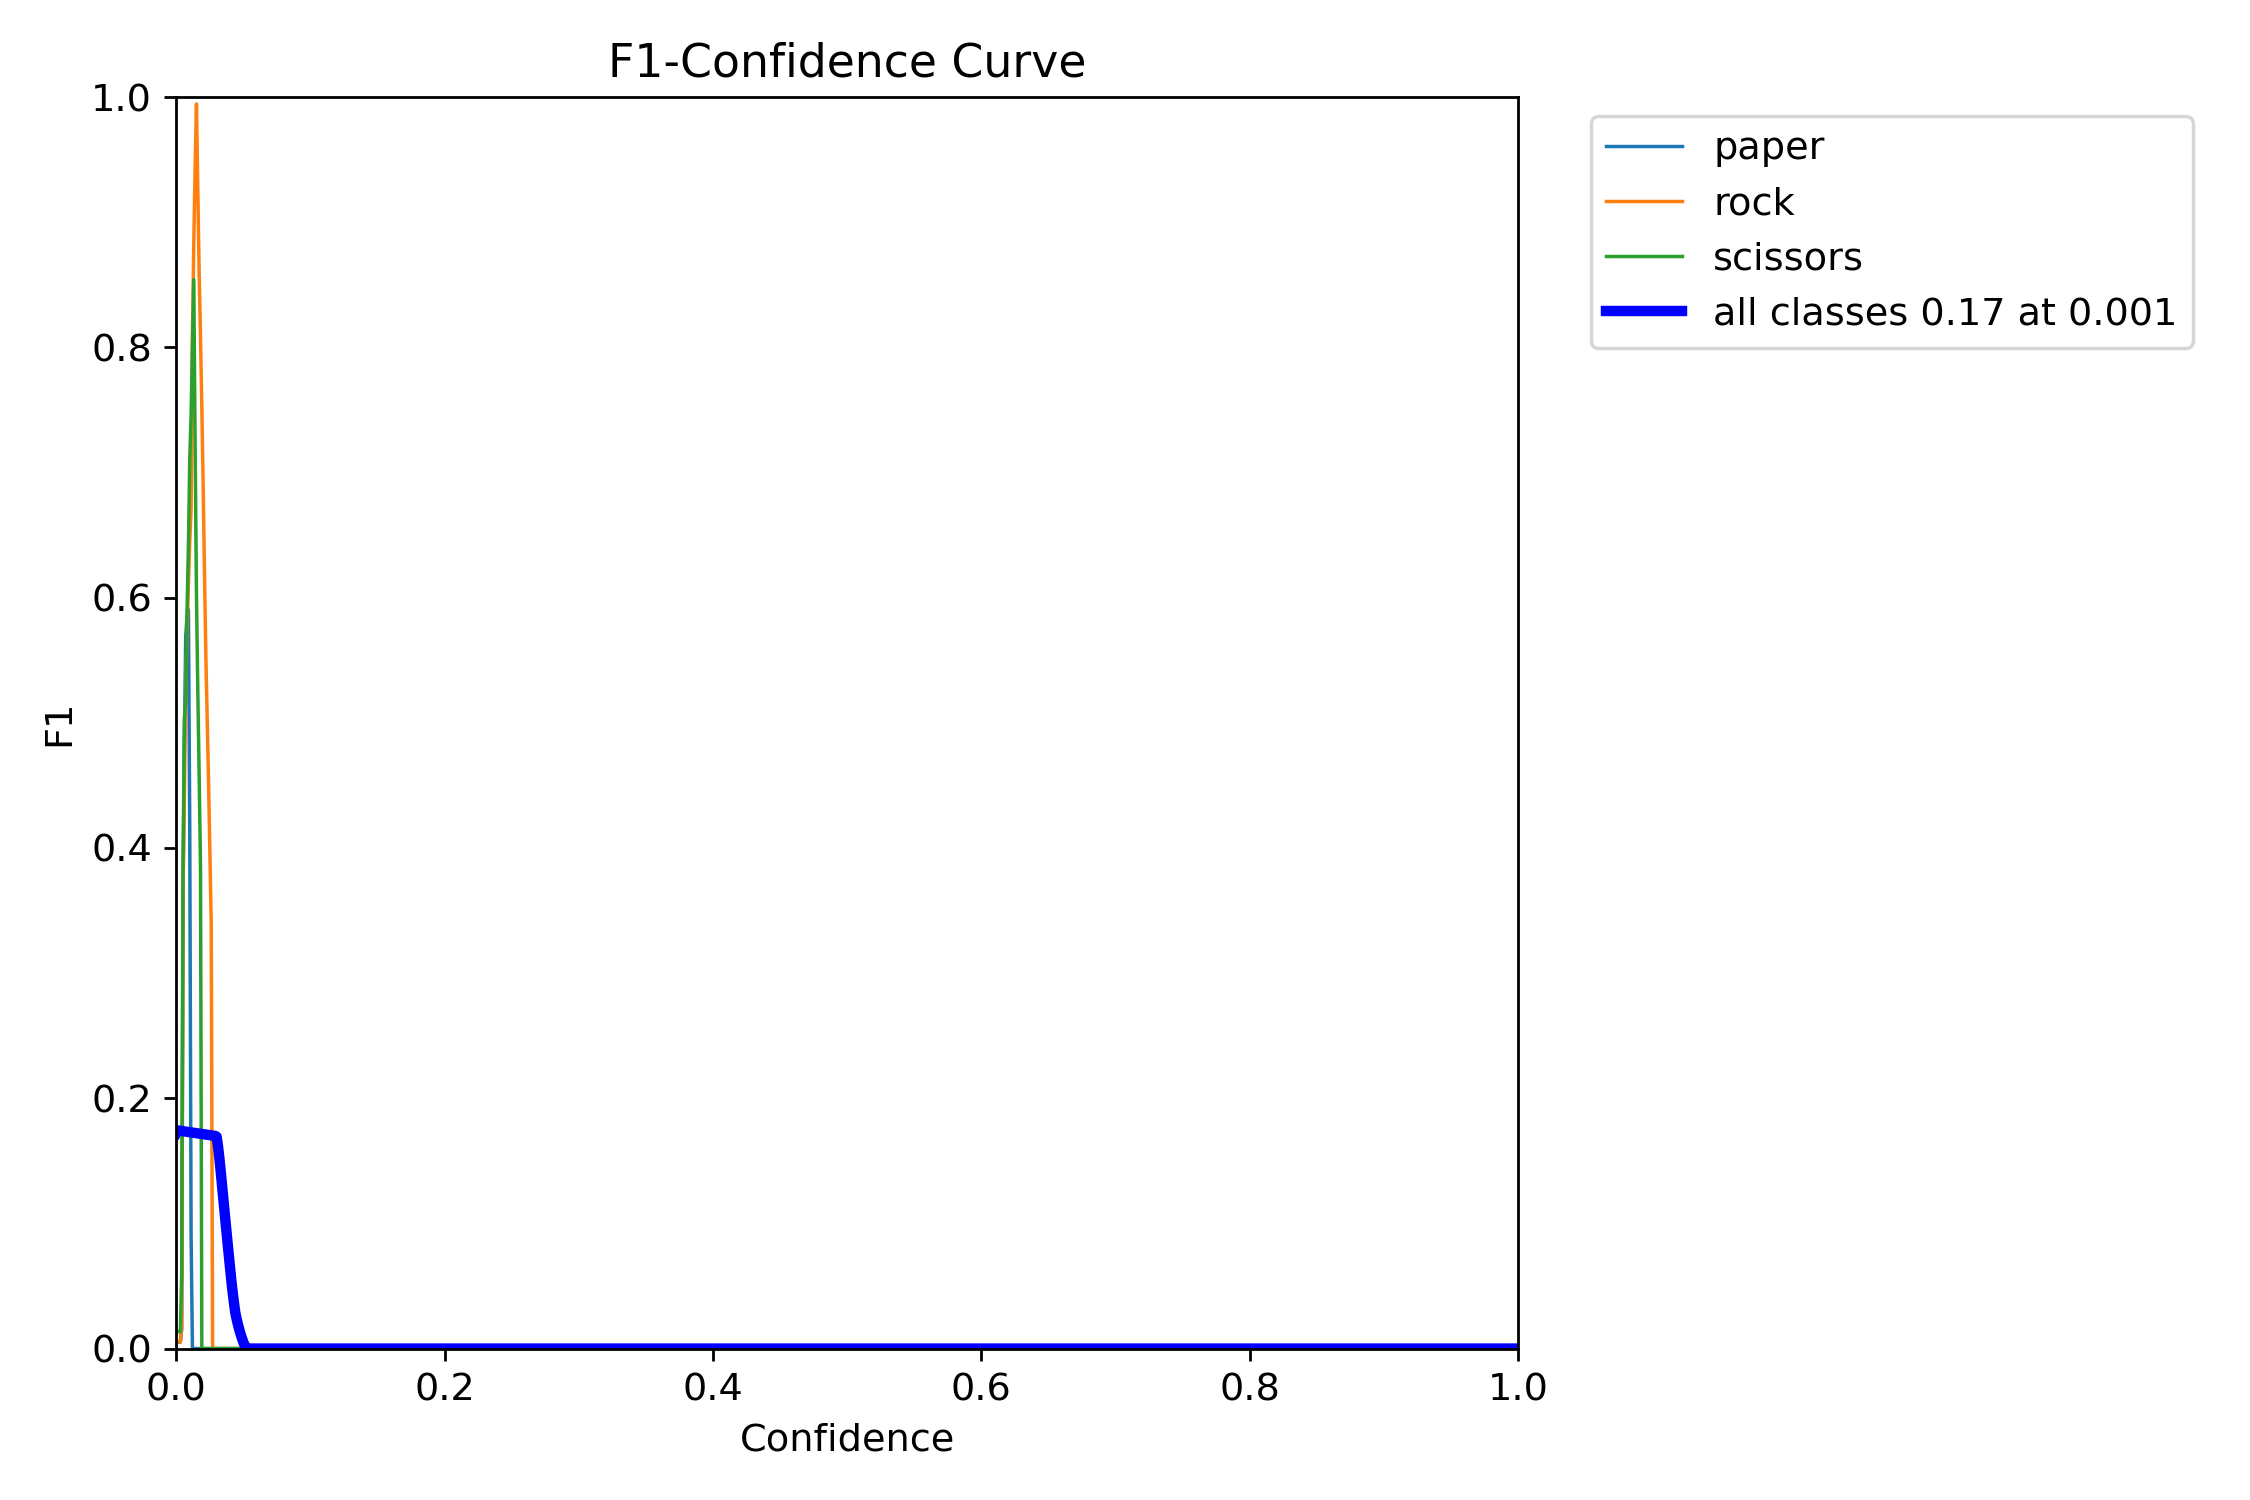 F1-Confidence Curve
1.0
0.8
0.6
0.4
0.2
0.0
F1
0.0 0.2 0.4 0.6 0.8 1.0
Confidence
paper
rock
scissors
all classes 0.17 at 0.001